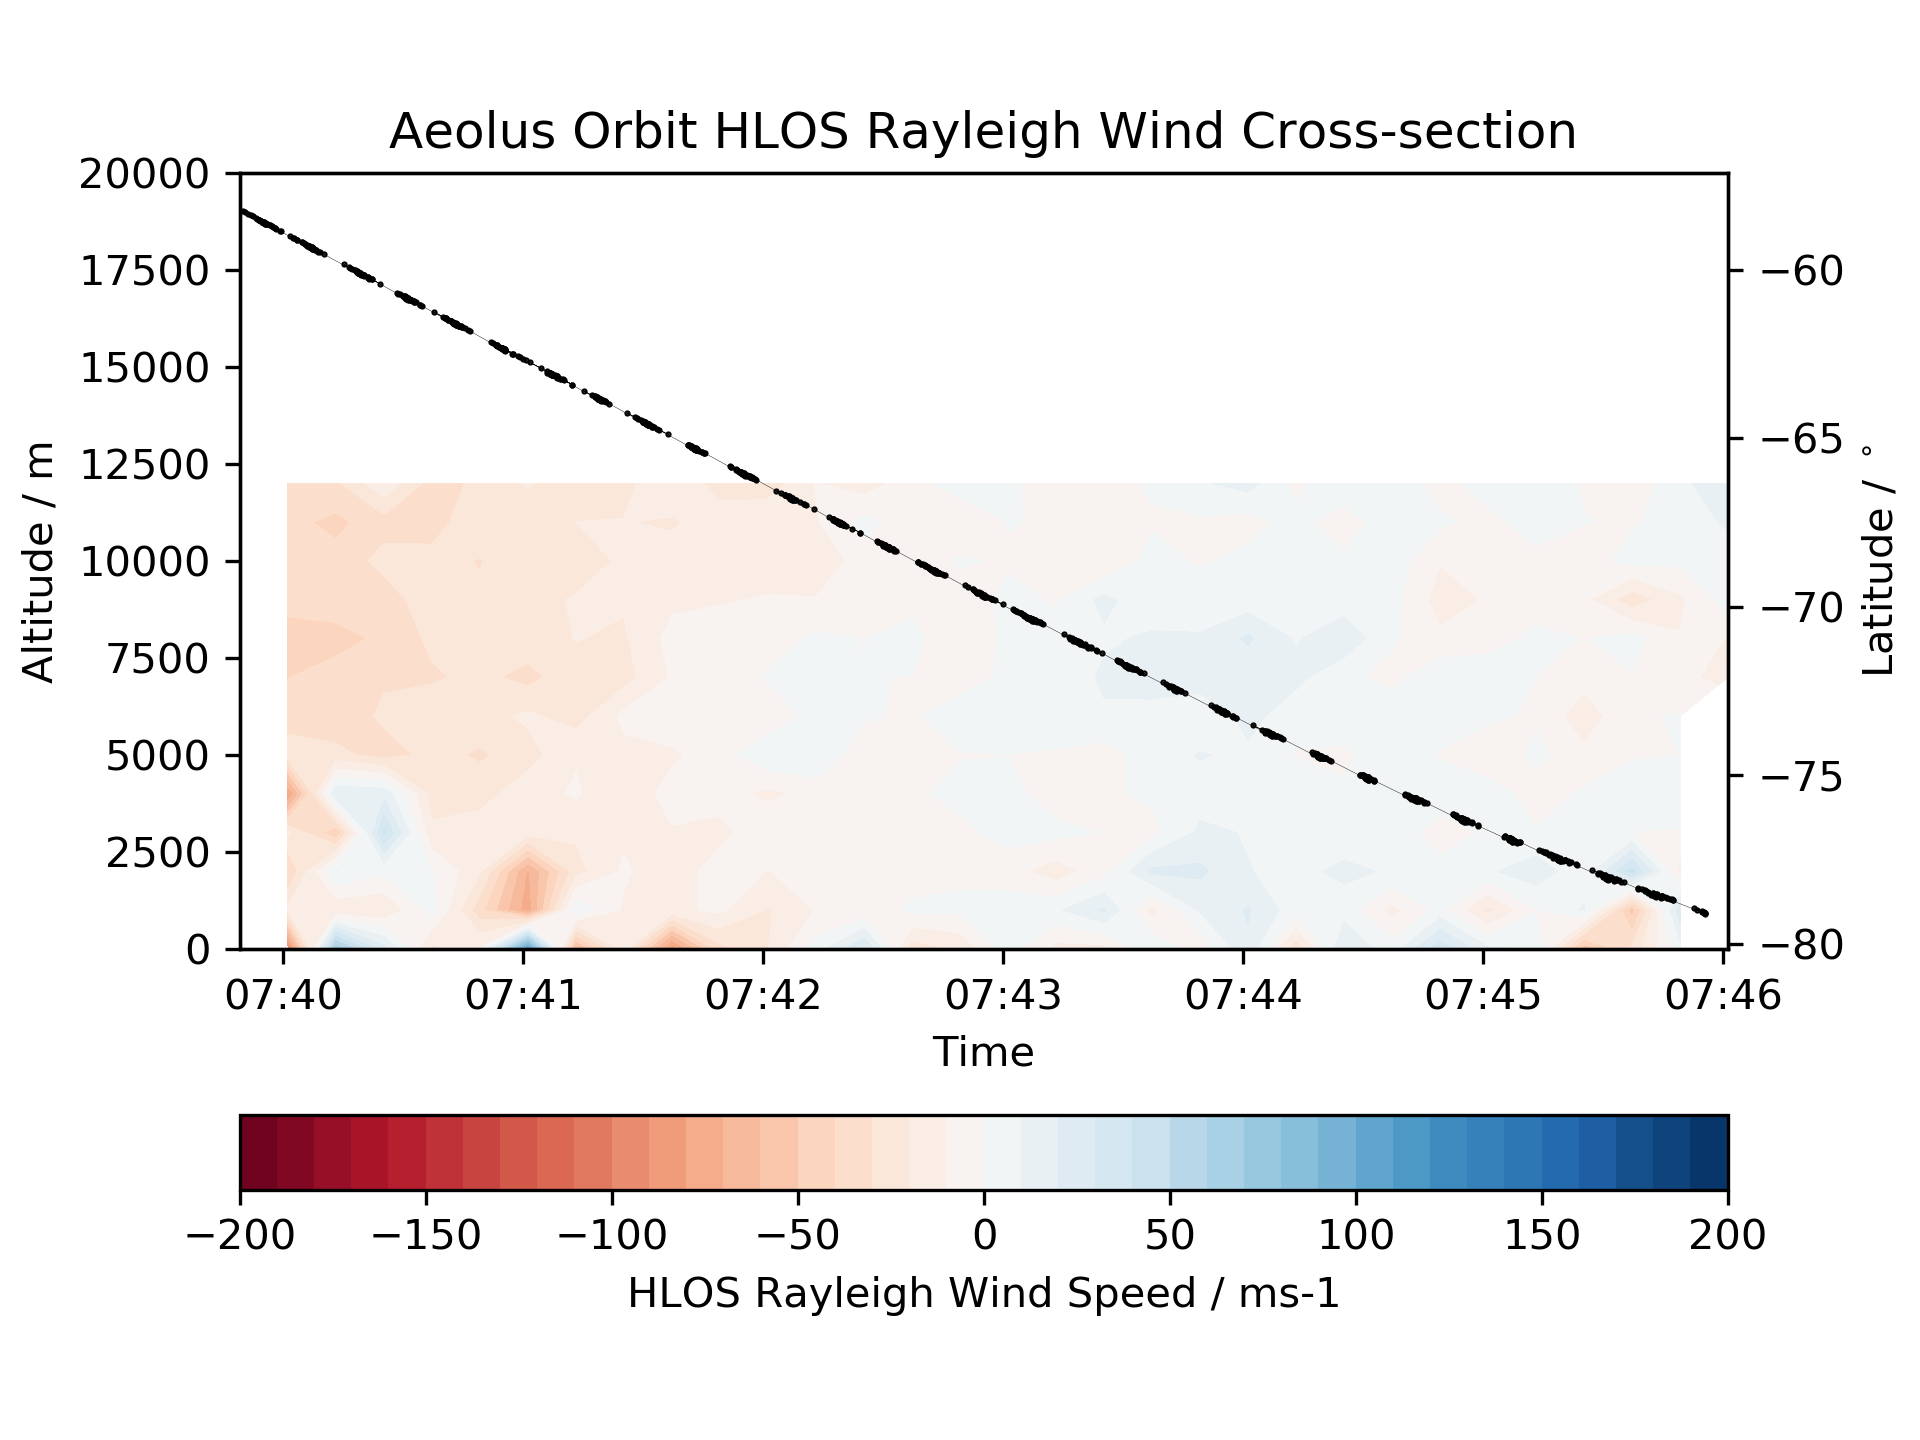 Aeolus Orbit HLOS Rayleigh Wind Cross-section
20000
17500
15000
12500
10000
7500
5000
2500
0
Altitude / m
−60
−65
−70
−75
−80
Latitude / °
07:40 07:41 07:42 07:43 07:44 07:45 07:46
Time
−200 −150 −100 −50 0 50 100 150 200
HLOS Rayleigh Wind Speed / ms-1